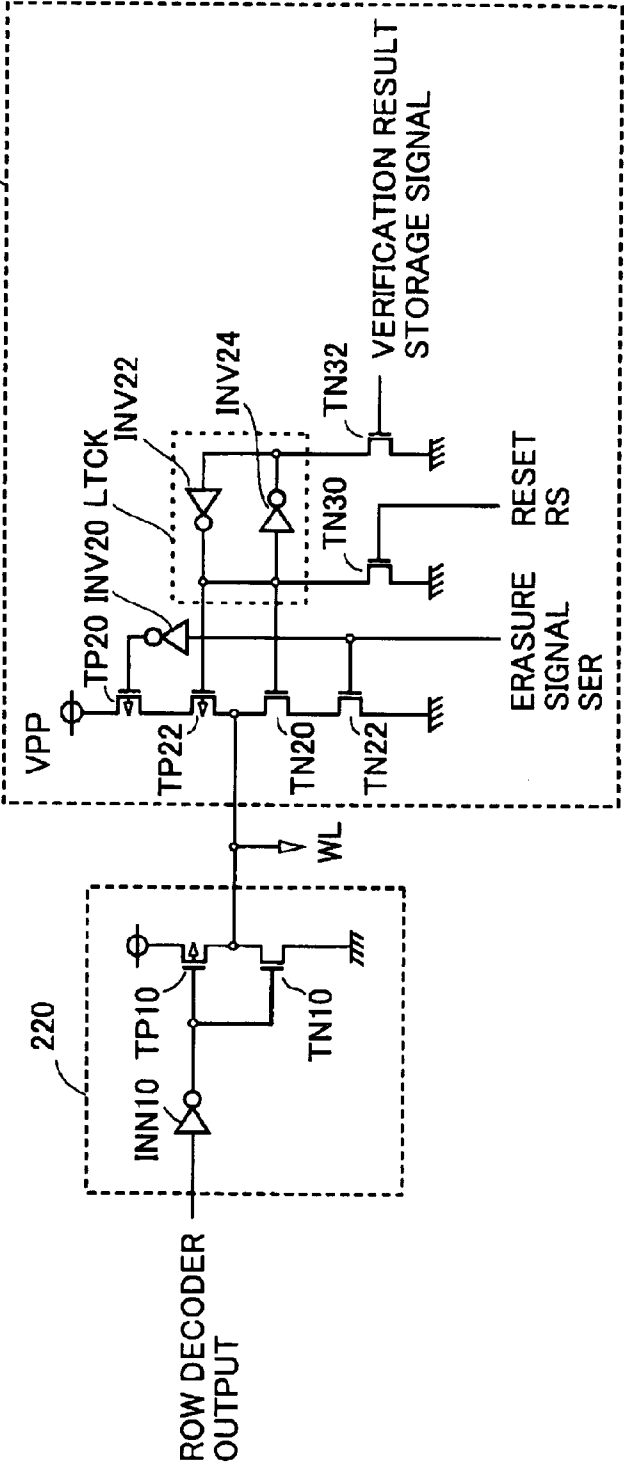 ROW DECODER
OUTPUT
220
INN10
TP10
TN10
WL
VPP
TP20
INV20
LTCK
INV22
INV24
TP22
TN20
TN22
TN30
TN32
ERASURE
SIGNAL
SER
RESET
RS
VERIFICATION RESULT
STORAGE SIGNAL